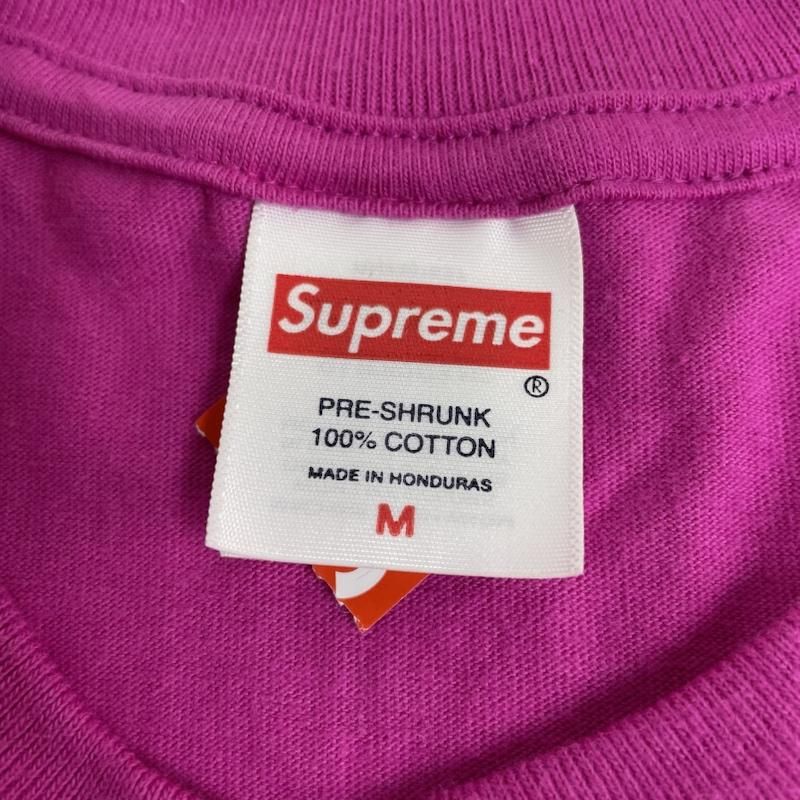 Supreme
®
PRE-SHRUNK
100% COTTON
MADE IN HONDURAS
M